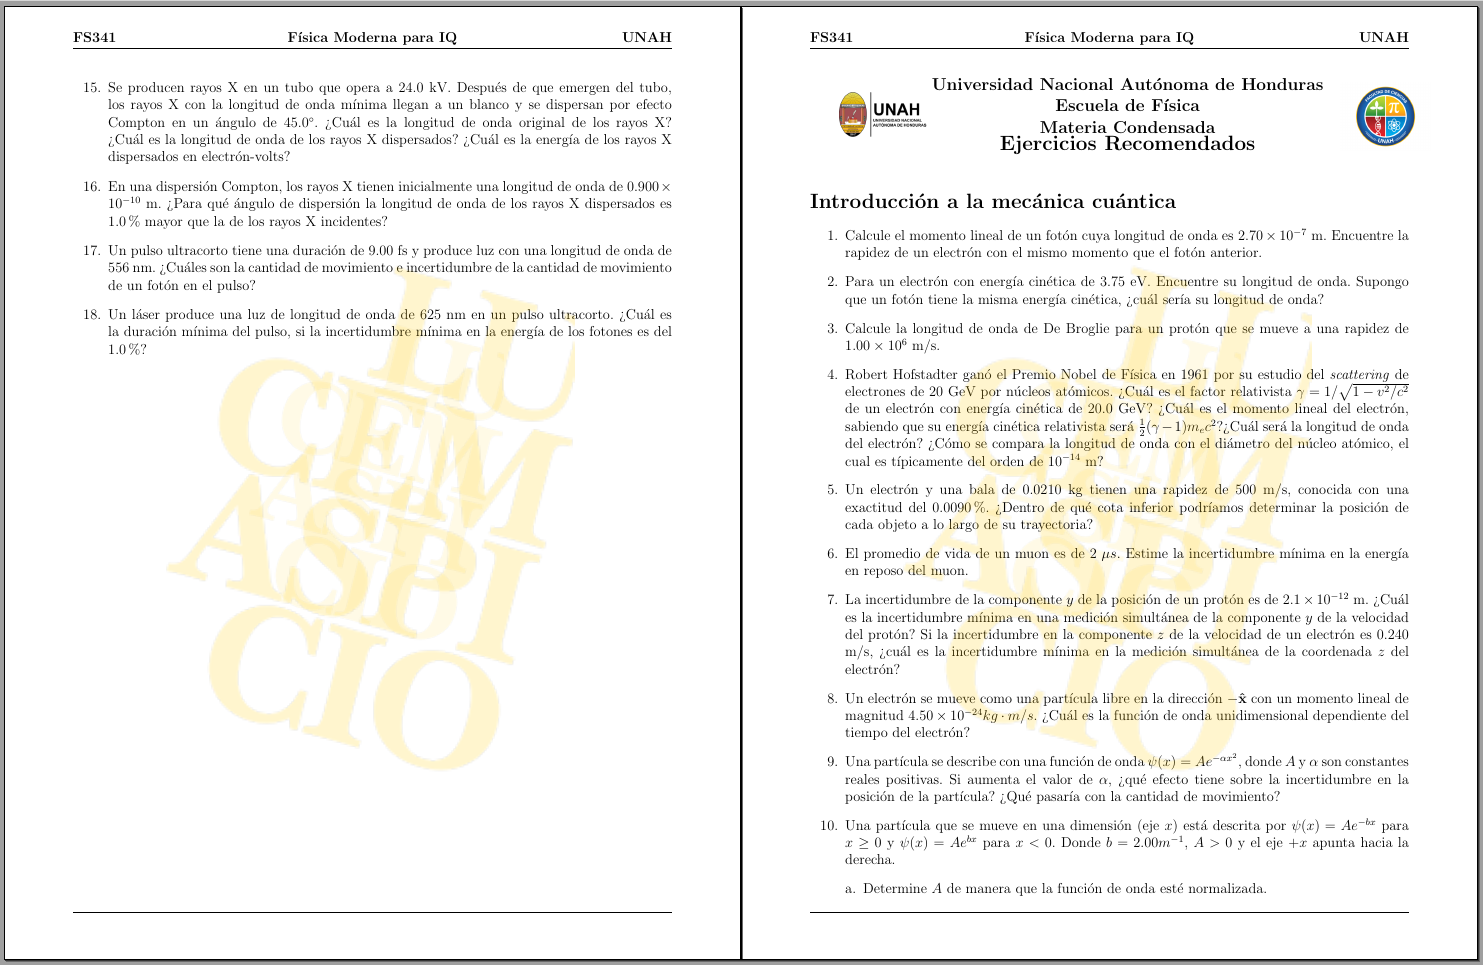 FS341 Física Moderna para IQ UNAH
15. Se producen rayos X en un tubo que opera a 24.0 kV. Después de que emergen del tubo,
los rayos X con la longitud de onda mínima llegan a un blanco y se dispersan por efecto
Compton en un ángulo de 45.0°. ¿Cuál es la longitud de onda original de los rayos X?
¿Cuál es la longitud de onda de los rayos X dispersados? ¿Cuál es la energía de los rayos X
dispersados en electrón-volts?
16. En una dispersión Compton, los rayos X tienen inicialmente una longitud de onda de 0.900 ×
10⁻¹⁰ m. ¿Para qué ángulo de dispersión la longitud de onda de los rayos X dispersados es
1.0 % mayor que la de los rayos X incidentes?
17. Un pulso ultracorto tiene una duración de 9.00 fs y produce luz con una longitud de onda de
556 nm. ¿Cuáles son la cantidad de movimiento e incertidumbre de la cantidad de movimiento
de un fotón en el pulso?
18. Un láser produce una luz de longitud de onda de 625 nm en un pulso ultracorto. ¿Cuál es
la duración mínima del pulso, si la incertidumbre mínima en la energía de los fotones es del
1.0 %?
LU
CEM
ASPI
CIO
FS341 Física Moderna para IQ UNAH
Universidad Nacional Autónoma de Honduras
Escuela de Física
Materia Condensada
Ejercicios Recomendados
UNAH
UNIVERSIDAD NACIONAL
AUTÓNOMA DE HONDURAS
Introducción a la mecánica cuántica
1. Calcule el momento lineal de un fotón cuya longitud de onda es 2.70 × 10⁻⁷ m. Encuentre la
rapidez de un electrón con el mismo momento que el fotón anterior.
2. Para un electrón con energía cinética de 3.75 eV. Encuentre su longitud de onda. Supongo
que un fotón tiene la misma energía cinética, ¿cuál sería su longitud de onda?
3. Calcule la longitud de onda de De Broglie para un protón que se mueve a una rapidez de
1.00 × 10⁶ m/s.
4. Robert Hofstadter ganó el Premio Nobel de Física en 1961 por su estudio del scattering de
electrones de 20 GeV por núcleos atómicos. ¿Cuál es el factor relativista γ = 1/√(1 − v²/c²)
de un electrón con energía cinética de 20.0 GeV? ¿Cuál es el momento lineal del electrón,
sabiendo que su energía cinética relativista será ½(γ − 1)mₑc²?¿Cuál será la longitud de onda
del electrón? ¿Cómo se compara la longitud de onda con el diámetro del núcleo atómico, el
cual es típicamente del orden de 10⁻¹⁴ m?
5. Un electrón y una bala de 0.0210 kg tienen una rapidez de 500 m/s, conocida con una
exactitud del 0.0090 %. ¿Dentro de qué cota inferior podríamos determinar la posición de
cada objeto a lo largo de su trayectoria?
6. El promedio de vida de un muon es de 2 μs. Estime la incertidumbre mínima en la energía
en reposo del muon.
7. La incertidumbre de la componente y de la posición de un protón es de 2.1 × 10⁻¹² m. ¿Cuál
es la incertidumbre mínima en una medición simultánea de la componente y de la velocidad
del protón? Si la incertidumbre en la componente z de la velocidad de un electrón es 0.240
m/s, ¿cuál es la incertidumbre mínima en la medición simultánea de la coordenada z del
electrón?
8. Un electrón se mueve como una partícula libre en la dirección −x̂ con un momento lineal de
magnitud 4.50 × 10⁻²⁴kg · m/s. ¿Cuál es la función de onda unidimensional dependiente del
tiempo del electrón?
9. Una partícula se describe con una función de onda ψ(x) = Ae^{−αx²}, donde A y α son constantes
reales positivas. Si aumenta el valor de α, ¿qué efecto tiene sobre la incertidumbre en la
posición de la partícula? ¿Qué pasaría con la cantidad de movimiento?
10. Una partícula que se mueve en una dimensión (eje x) está descrita por ψ(x) = Ae^{−bx} para
x ≥ 0 y ψ(x) = Ae^{bx} para x < 0. Donde b = 2.00m⁻¹, A > 0 y el eje +x apunta hacia la
derecha.
a. Determine A de manera que la función de onda esté normalizada.